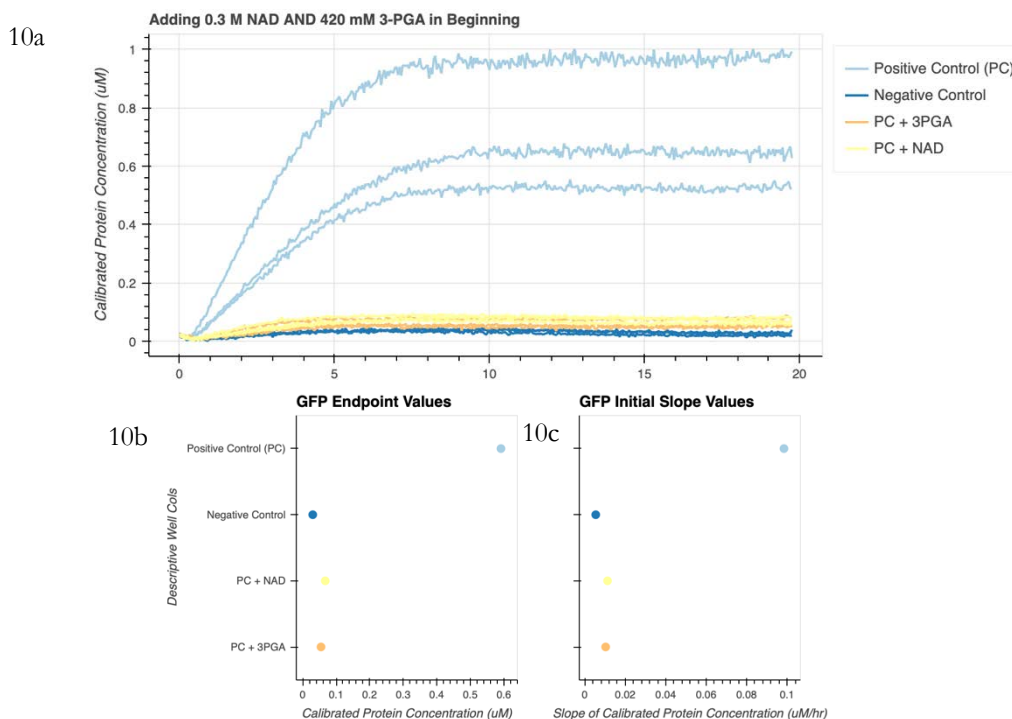 Adding 0.3 M NAD AND 420 mM 3-PGA in Beginning
10a
Calibrated Protein Concentration (uM)
1
0.8
0.6
0.4
0.2
0
0 5 10 15 20
Positive Control (PC)
Negative Control
PC + 3PGA
PC + NAD
10b
GFP Endpoint Values
Descriptive Well Cols
Positive Control (PC)
Negative Control
PC + NAD
PC + 3PGA
0 0.1 0.2 0.3 0.4 0.5 0.6
Calibrated Protein Concentration (uM)
10c
GFP Initial Slope Values
0 0.02 0.04 0.06 0.08 0.1
Slope of Calibrated Protein Concentration (uM/hr)